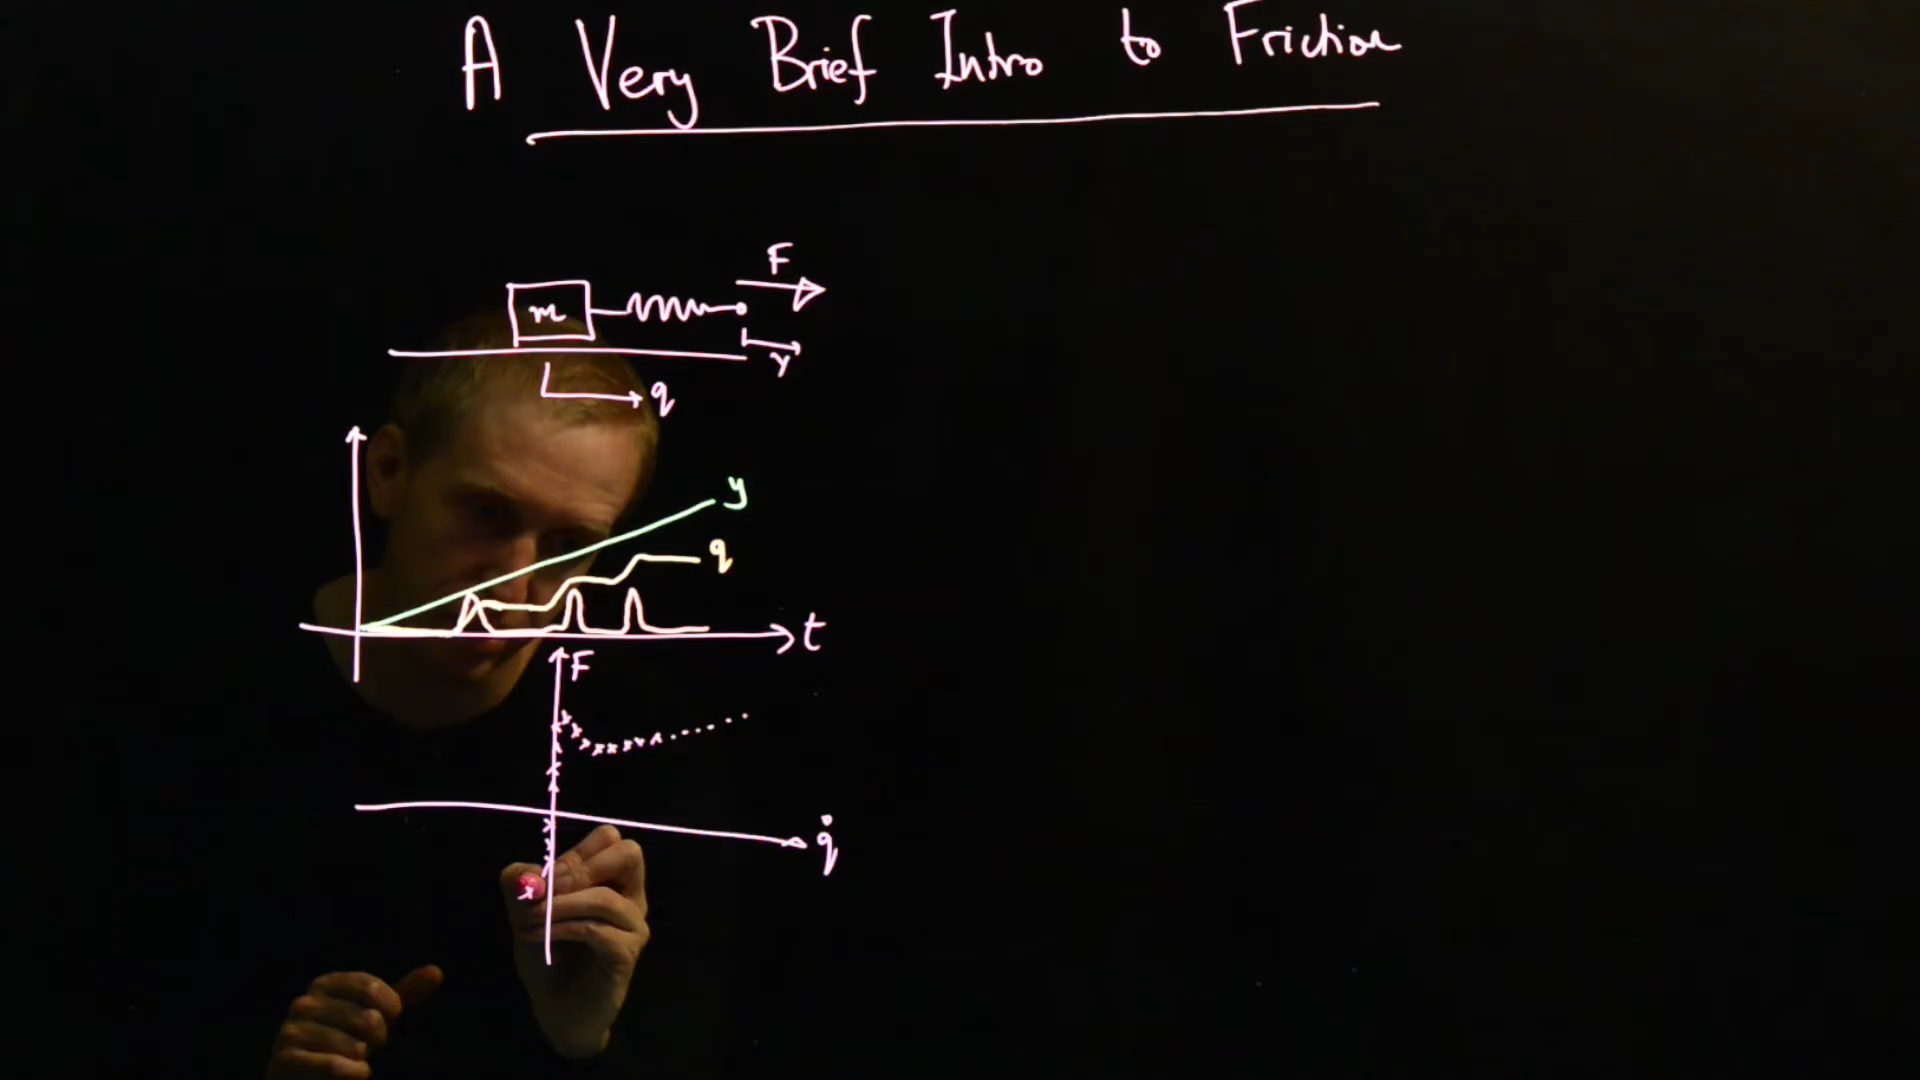 A Very Brief Intro to Friction
F
m
y
q
y
q
t
F
q̇